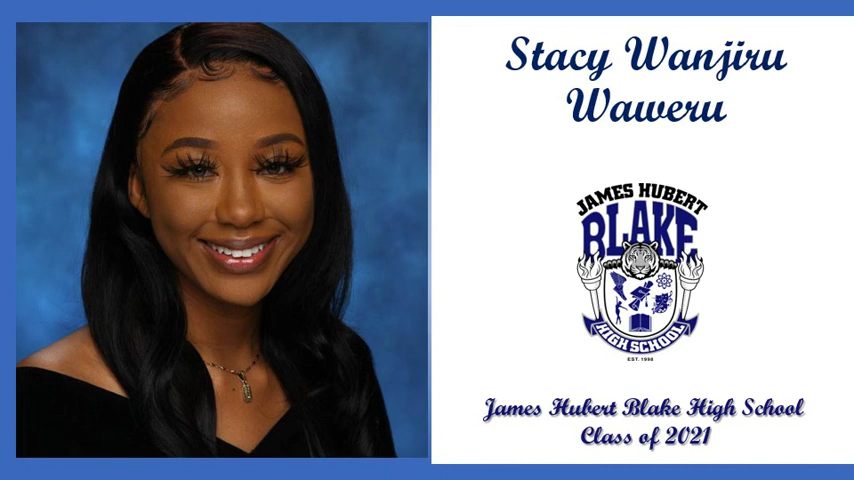 Stacy Wanjiru
Waweru
JAMES HUBERT
BLAKE
HIGH SCHOOL
EST. 1998
James Hubert Blake High School
Class of 2021